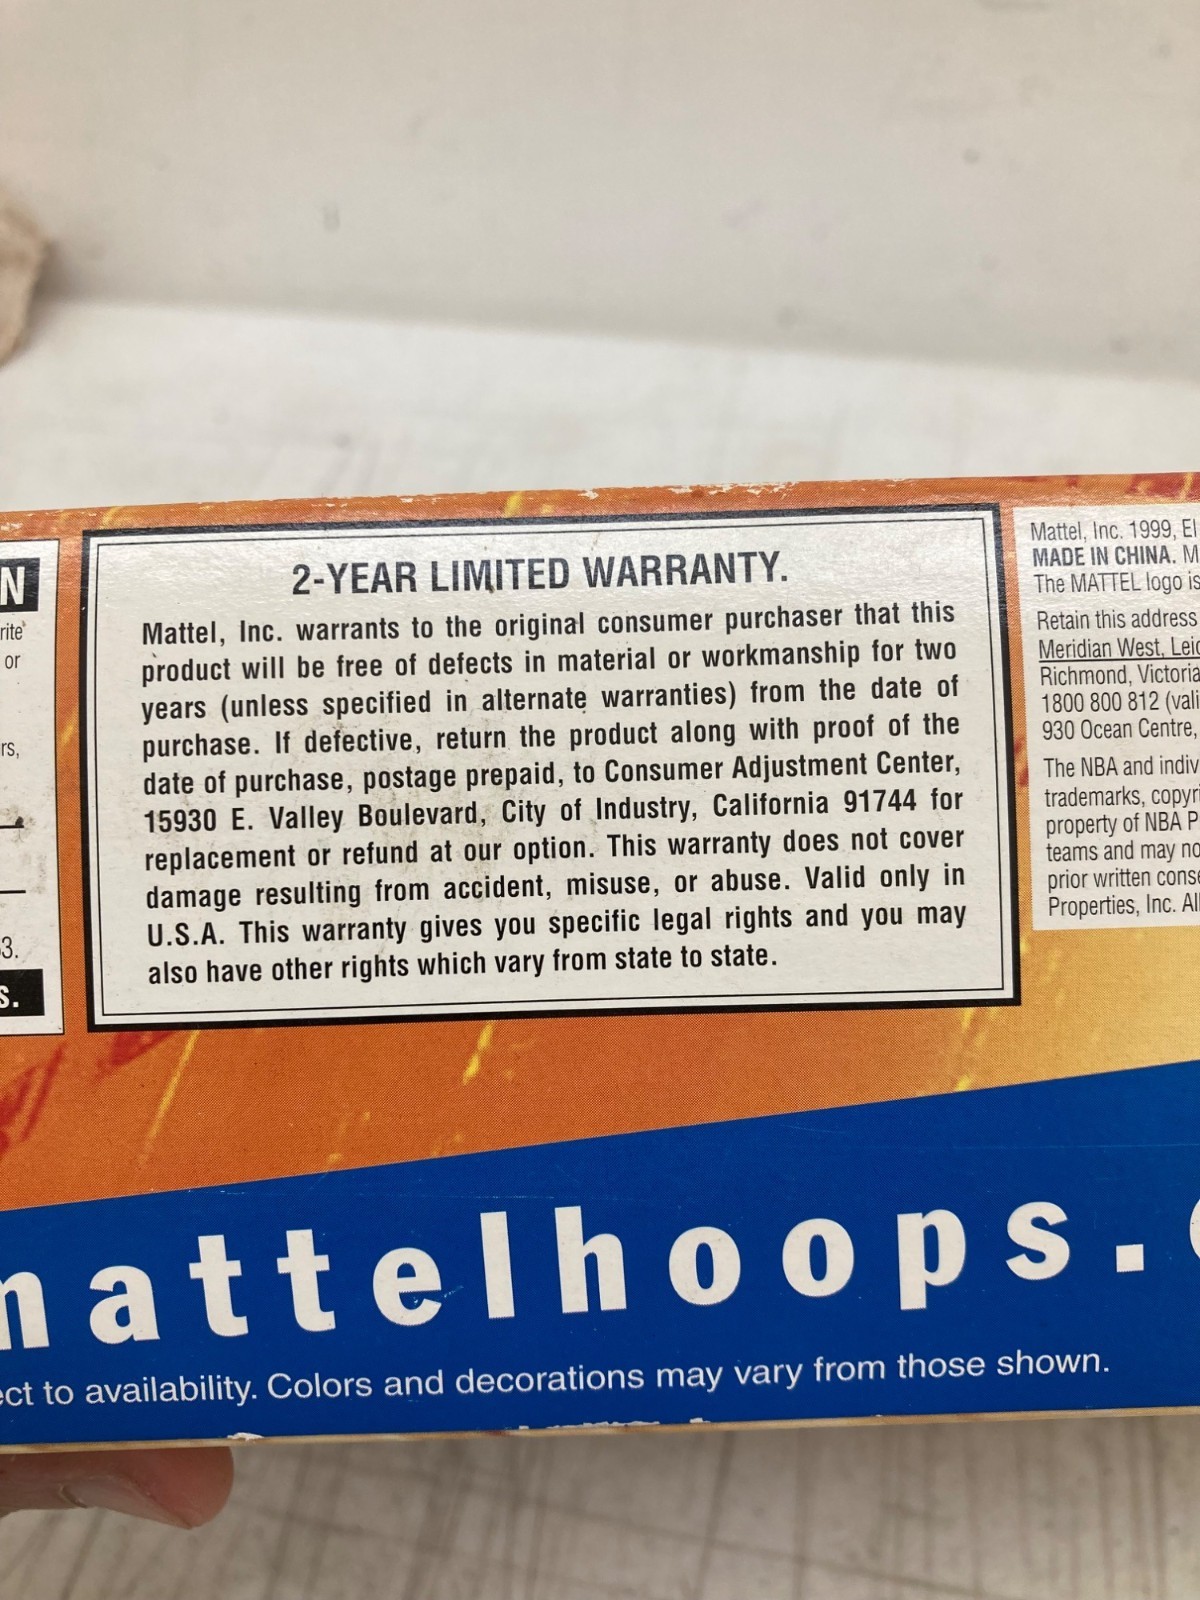 N
rite
or
rs,
3.
S.
2-YEAR LIMITED WARRANTY.
Mattel, Inc. warrants to the original consumer purchaser that this
product will be free of defects in material or workmanship for two
years (unless specified in alternate warranties) from the date of
purchase. If defective, return the product along with proof of the
date of purchase, postage prepaid, to Consumer Adjustment Center,
15930 E. Valley Boulevard, City of Industry, California 91744 for
replacement or refund at our option. This warranty does not cover
damage resulting from accident, misuse, or abuse. Valid only in
U.S.A. This warranty gives you specific legal rights and you may
also have other rights which vary from state to state.
Mattel, Inc. 1999, El
MADE IN CHINA. M
The MATTEL logo is
Retain this address
Meridian West, Leic
Richmond, Victoria
1800 800 812 (vali
930 Ocean Centre,
The NBA and indiv
trademarks, copyri
property of NBA P
teams and may no
prior written conse
Properties, Inc. All
mattelhoops.
ect to availability. Colors and decorations may vary from those shown.